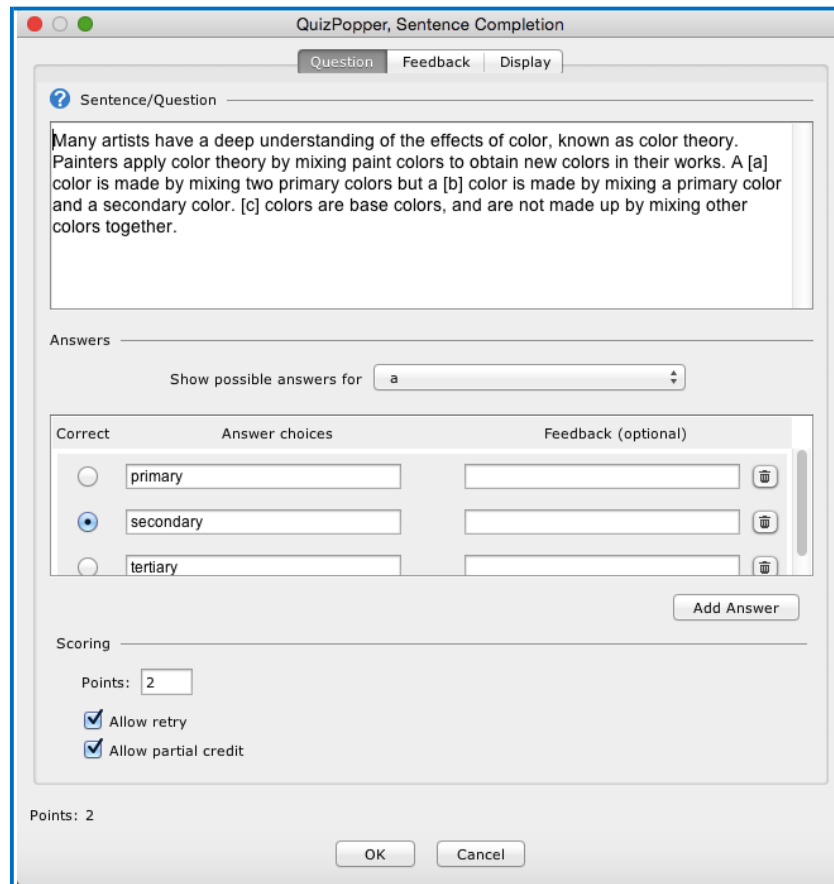 QuizPopper, Sentence Completion
Question Feedback Display
? Sentence/Question
Many artists have a deep understanding of the effects of color, known as color theory.
Painters apply color theory by mixing paint colors to obtain new colors in their works. A [a]
color is made by mixing two primary colors but a [b] color is made by mixing a primary color
and a secondary color. [c] colors are base colors, and are not made up by mixing other
colors together.
Answers
Show possible answers for a
Correct Answer choices Feedback (optional)
primary
secondary
tertiary
Add Answer
Scoring
Points: 2
Allow retry
Allow partial credit
Points: 2
OK Cancel